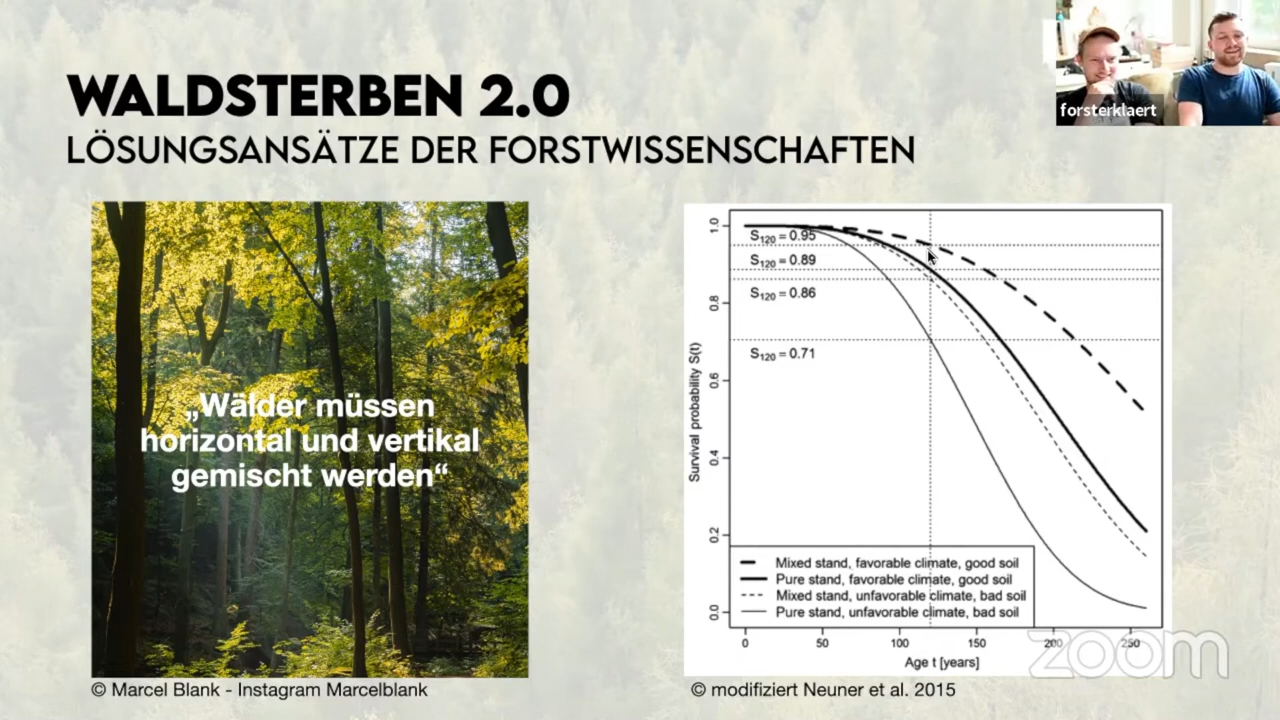 WALDSTERBEN 2.0
LÖSUNGSANSÄTZE DER FORSTWISSENSCHAFTEN
forsterklaert
„Wälder müssen
horizontal und vertikal
gemischt werden“
© Marcel Blank - Instagram Marcelblank
Survival probability S(t)
1.0
0.8
0.6
0.4
0.2
0.0
S120 = 0.95
S120 = 0.89
S120 = 0.86
S120 = 0.71
Mixed stand, favorable climate, good soil
Pure stand, favorable climate, good soil
Mixed stand, unfavorable climate, bad soil
Pure stand, unfavorable climate, bad soil
0 50 100 150 200 250
Age t [years]
zoom
© modifiziert Neuner et al. 2015